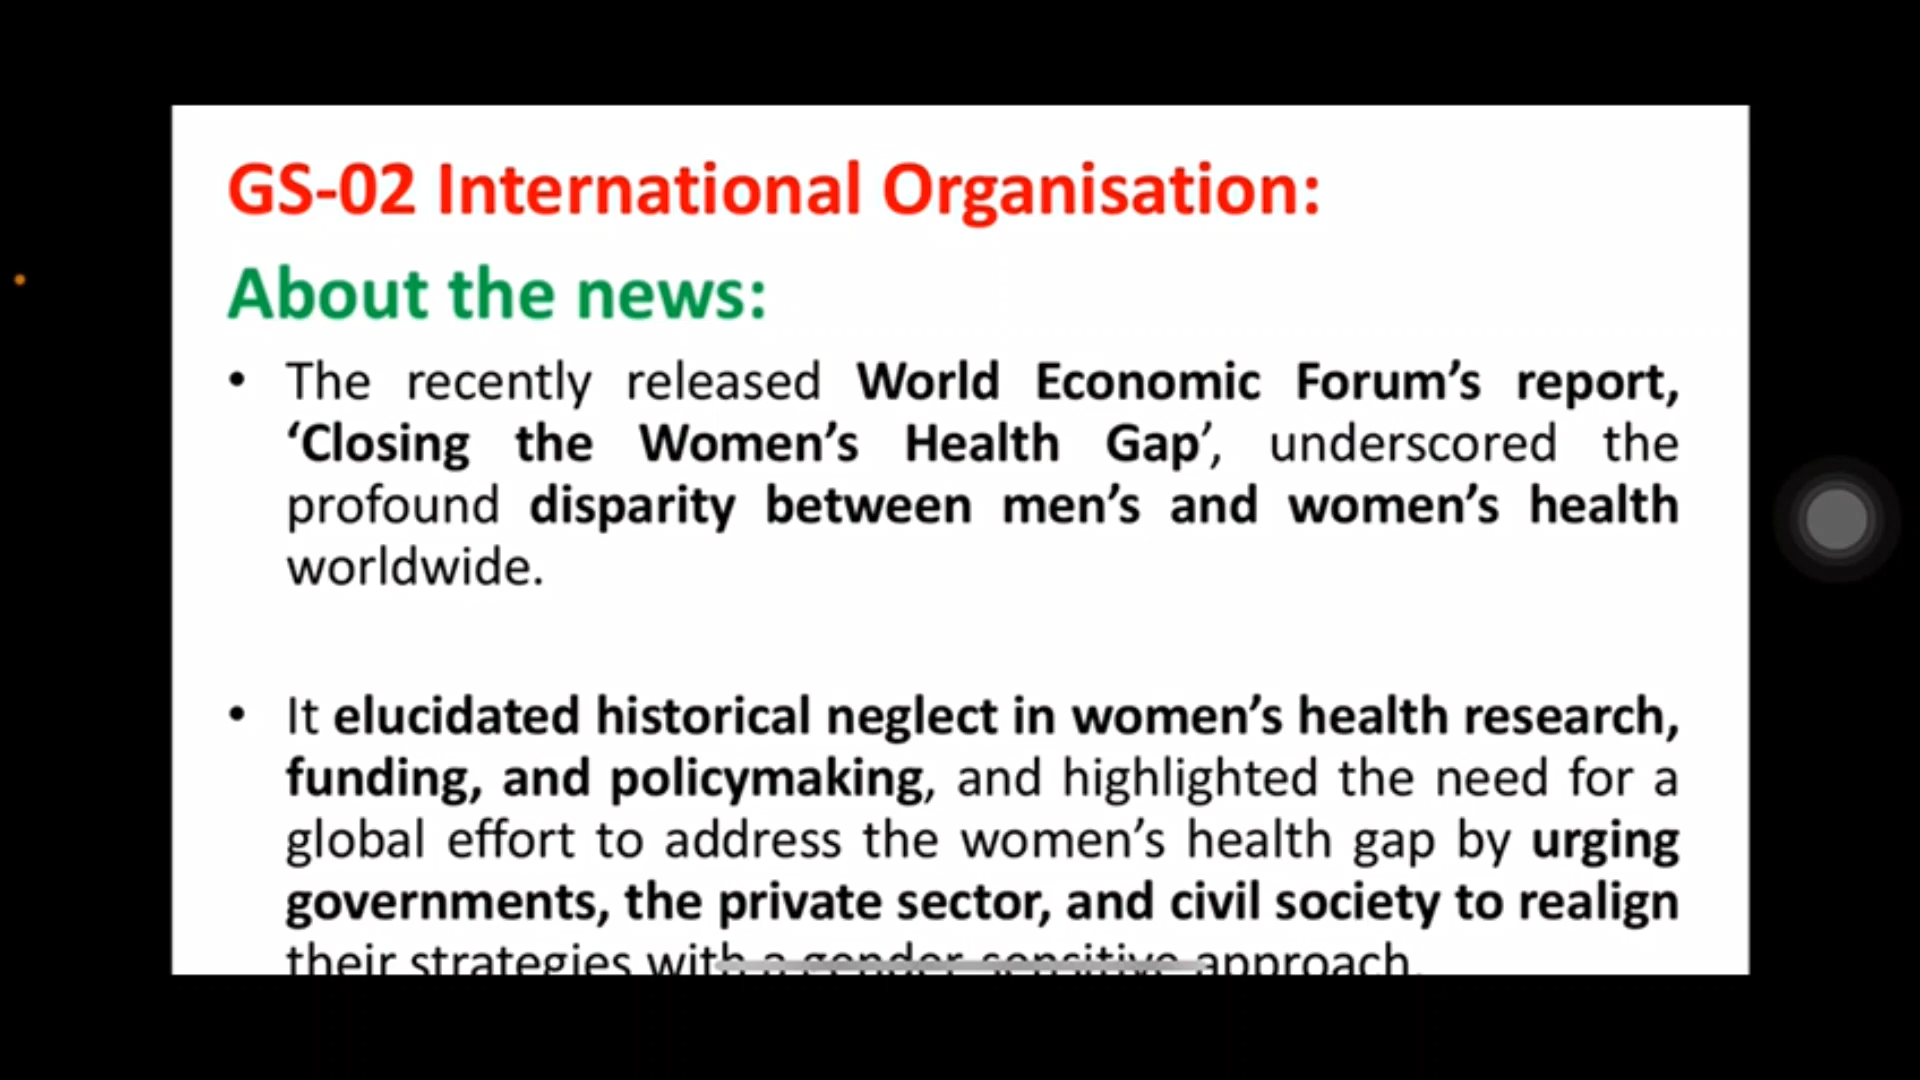 GS-02 International Organisation:
About the news:
• The recently released World Economic Forum’s report,
‘Closing the Women’s Health Gap’, underscored the
profound disparity between men’s and women’s health
worldwide.
• It elucidated historical neglect in women’s health research,
funding, and policymaking, and highlighted the need for a
global effort to address the women’s health gap by urging
governments, the private sector, and civil society to realign
their strategies with a gender-sensitive approach.